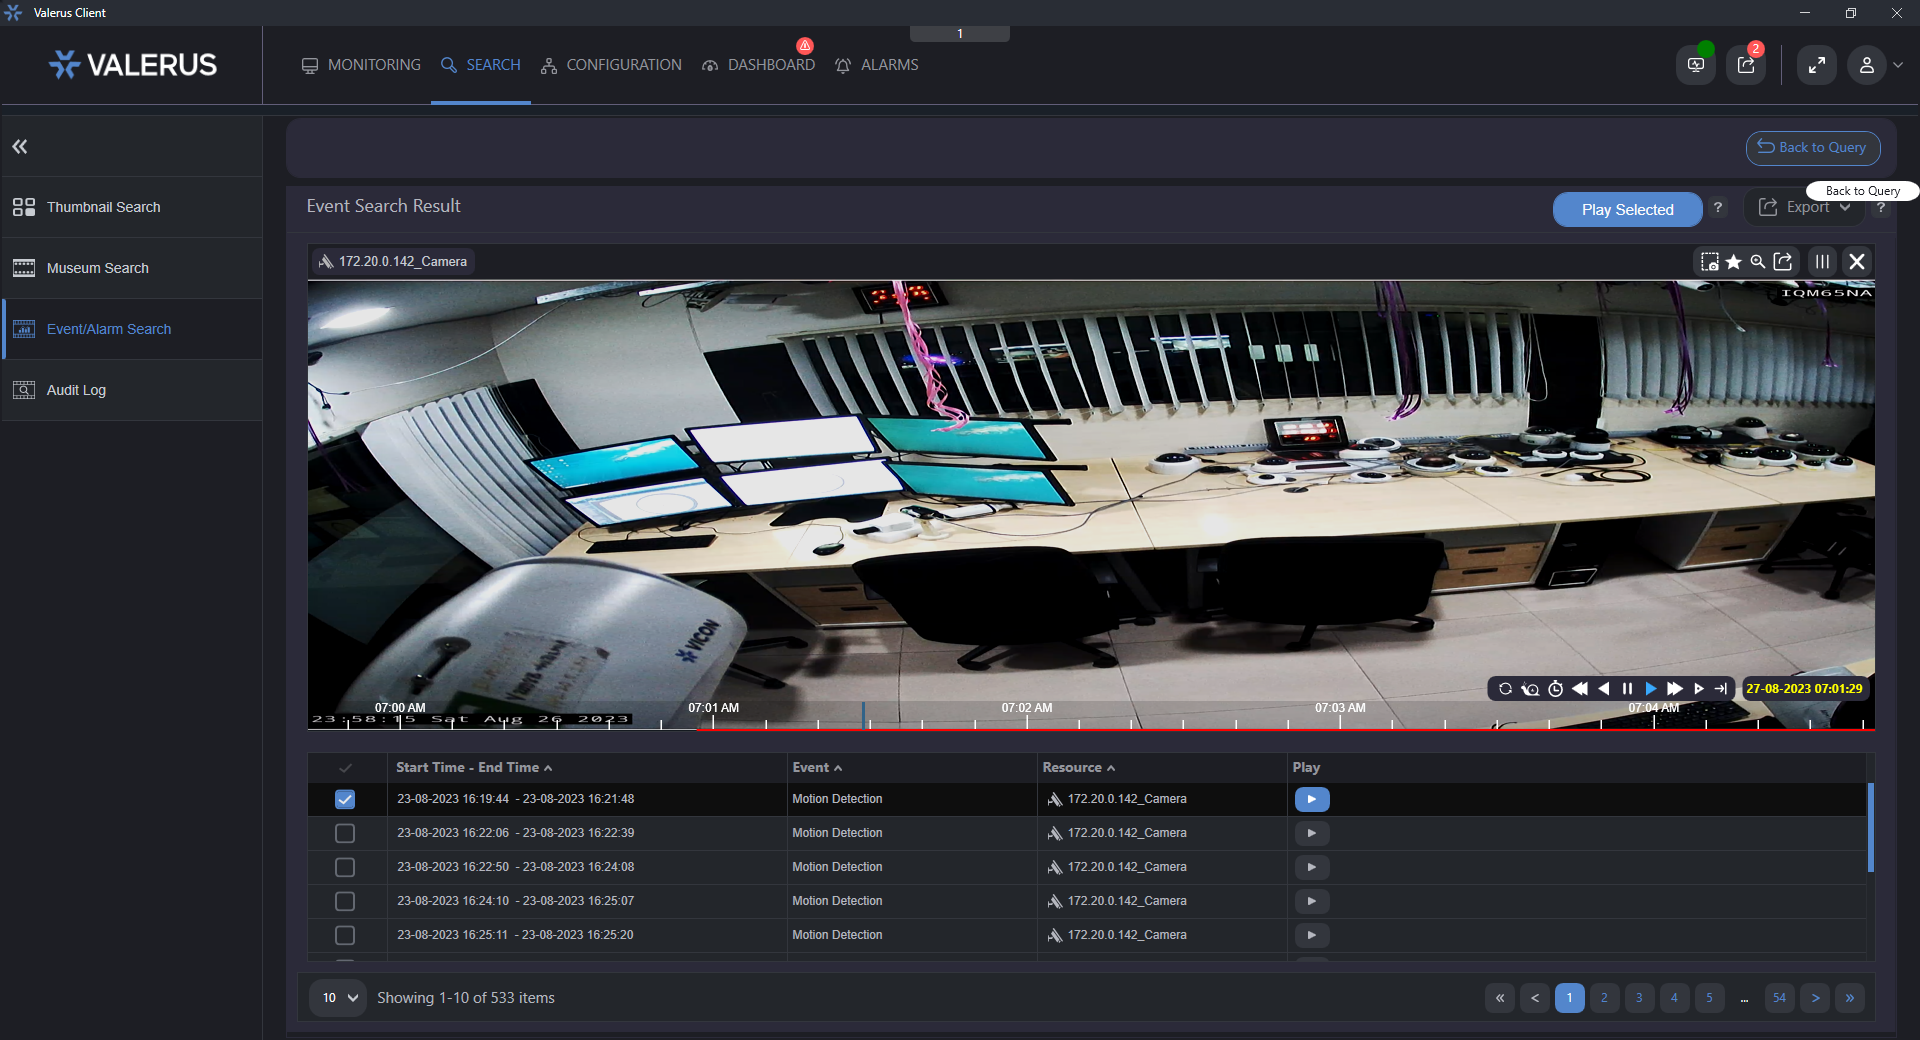 Valerus Client
1
VALERUS
MONITORING
SEARCH
CONFIGURATION
DASHBOARD
ALARMS
2
Back to Query
Thumbnail Search
Museum Search
Event/Alarm Search
Audit Log
Back to Query
Event Search Result
Play Selected
?
Export
?
172.20.0.142_Camera
IQM65NA
VICON
27-08-2023 07:01:29
07:00 AM
07:01 AM
07:02 AM
07:03 AM
07:04 AM
23:58:15 Sat Aug 26 2023
Start Time - End Time
Event
Resource
Play
23-08-2023 16:19:44 - 23-08-2023 16:21:48
Motion Detection
172.20.0.142_Camera
23-08-2023 16:22:06 - 23-08-2023 16:22:39
Motion Detection
172.20.0.142_Camera
23-08-2023 16:22:50 - 23-08-2023 16:24:08
Motion Detection
172.20.0.142_Camera
23-08-2023 16:24:10 - 23-08-2023 16:25:07
Motion Detection
172.20.0.142_Camera
23-08-2023 16:25:11 - 23-08-2023 16:25:20
Motion Detection
172.20.0.142_Camera
10
Showing 1-10 of 533 items
«
<
1
2
3
4
5
...
54
>
»